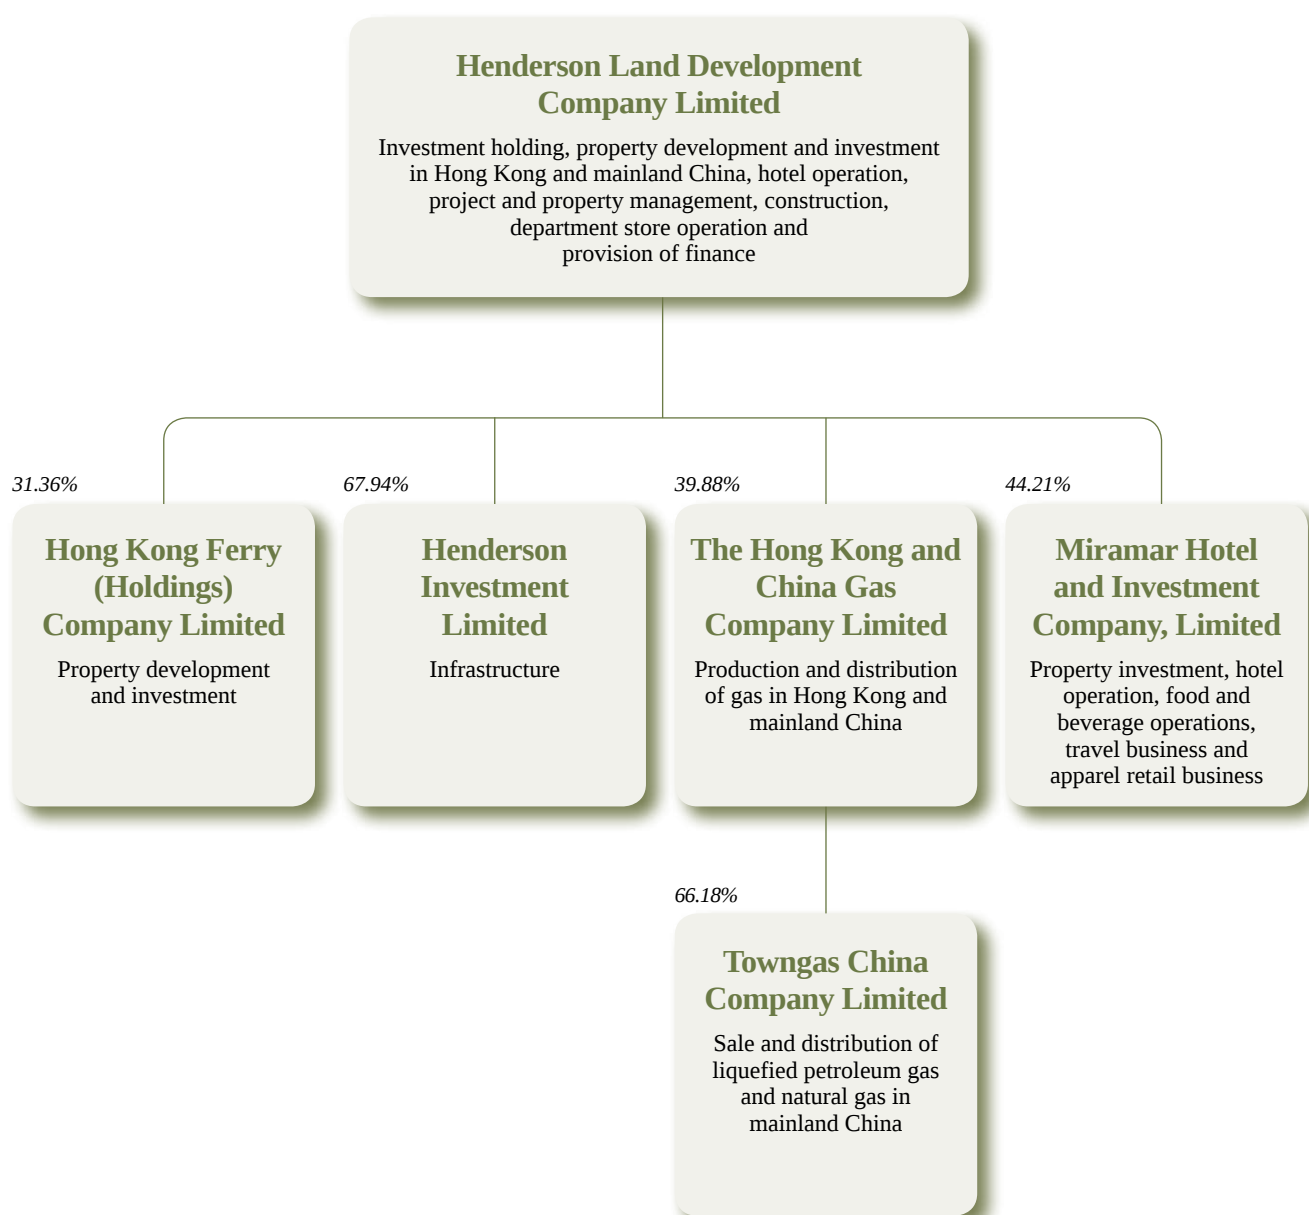 Henderson Land Development
Company Limited
Investment holding, property development and investment
in Hong Kong and mainland China, hotel operation,
project and property management, construction,
department store operation and
provision of finance
31.36%
Hong Kong Ferry
(Holdings)
Company Limited
Property development
and investment
67.94%
Henderson
Investment
Limited
Infrastructure
39.88%
The Hong Kong and
China Gas
Company Limited
Production and distribution
of gas in Hong Kong and
mainland China
44.21%
Miramar Hotel
and Investment
Company, Limited
Property investment, hotel
operation, food and
beverage operations,
travel business and
apparel retail business
66.18%
Towngas China
Company Limited
Sale and distribution of
liquefied petroleum gas
and natural gas in
mainland China